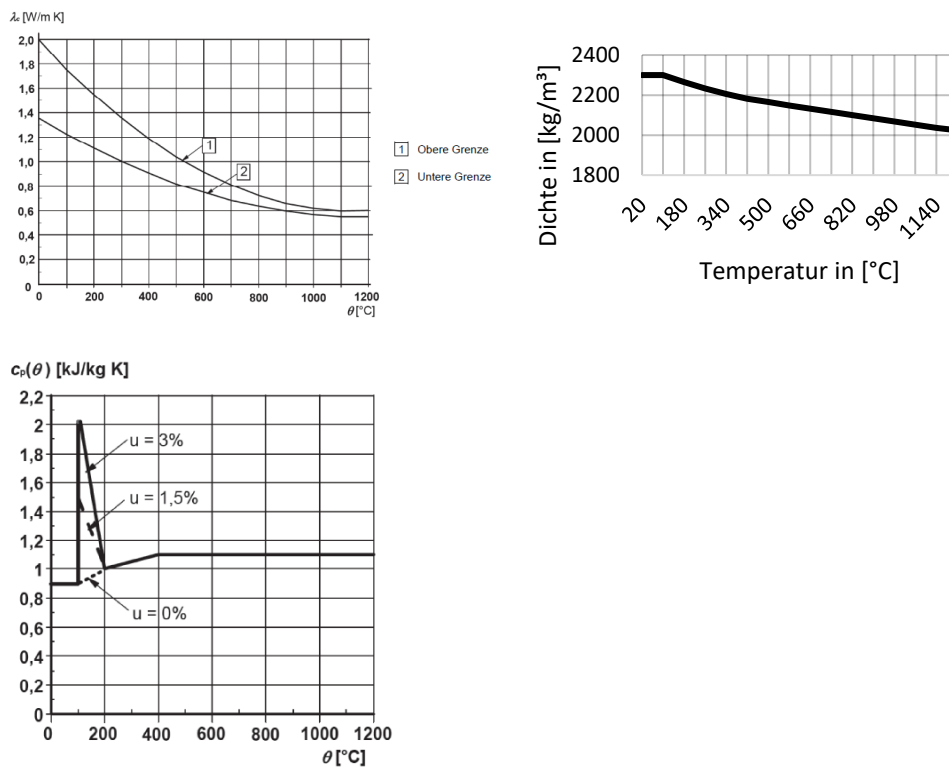 λc [W/m K]
2,0
1,8
1,6
1,4
1,2
1,0
0,8
0,6
0,4
0,2
0
0 200 400 600 800 1000 1200
θ [°C]
1
2
1 Obere Grenze
2 Untere Grenze
Dichte in [kg/m³]
2400
2200
2000
1800
20 180 340 500 660 820 980 1140
Temperatur in [°C]
cp(θ) [kJ/kg K]
2,2
2
1,8
1,6
1,4
1,2
1
0,8
0,6
0,4
0,2
0
u = 3%
u = 1,5%
u = 0%
0 200 400 600 800 1000 1200
θ [°C]